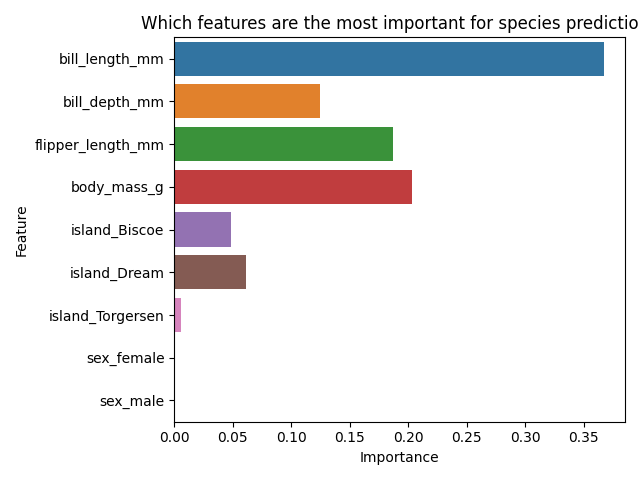 Which features are the most important for species predictio
bill_length_mm
bill_depth_mm
flipper_length_mm
body_mass_g
island_Biscoe
island_Dream
island_Torgersen
sex_female
sex_male
Feature
0.00 0.05 0.10 0.15 0.20 0.25 0.30 0.35
Importance